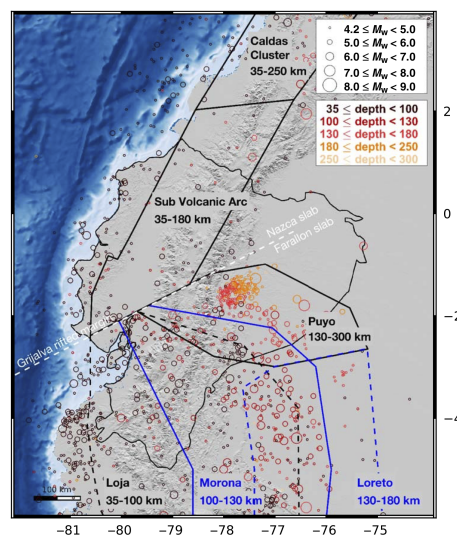 Caldas
Cluster
35-250 km
4.2 ≤ Mw < 5.0
5.0 ≤ Mw < 6.0
6.0 ≤ Mw < 7.0
7.0 ≤ Mw < 8.0
8.0 ≤ Mw < 9.0
35 ≤ depth < 100
100 ≤ depth < 130
130 ≤ depth < 180
180 ≤ depth < 250
250 ≤ depth < 300
2
Sub Volcanic Arc
35-180 km
0
Nazca slab
Farallon slab
−2
Grijalva rifted
Puyo
130-300 km
−4
100 km
Loja
35-100 km
Morona
100-130 km
Loreto
130-180 km
−81
−80
−79
−78
−77
−76
−75